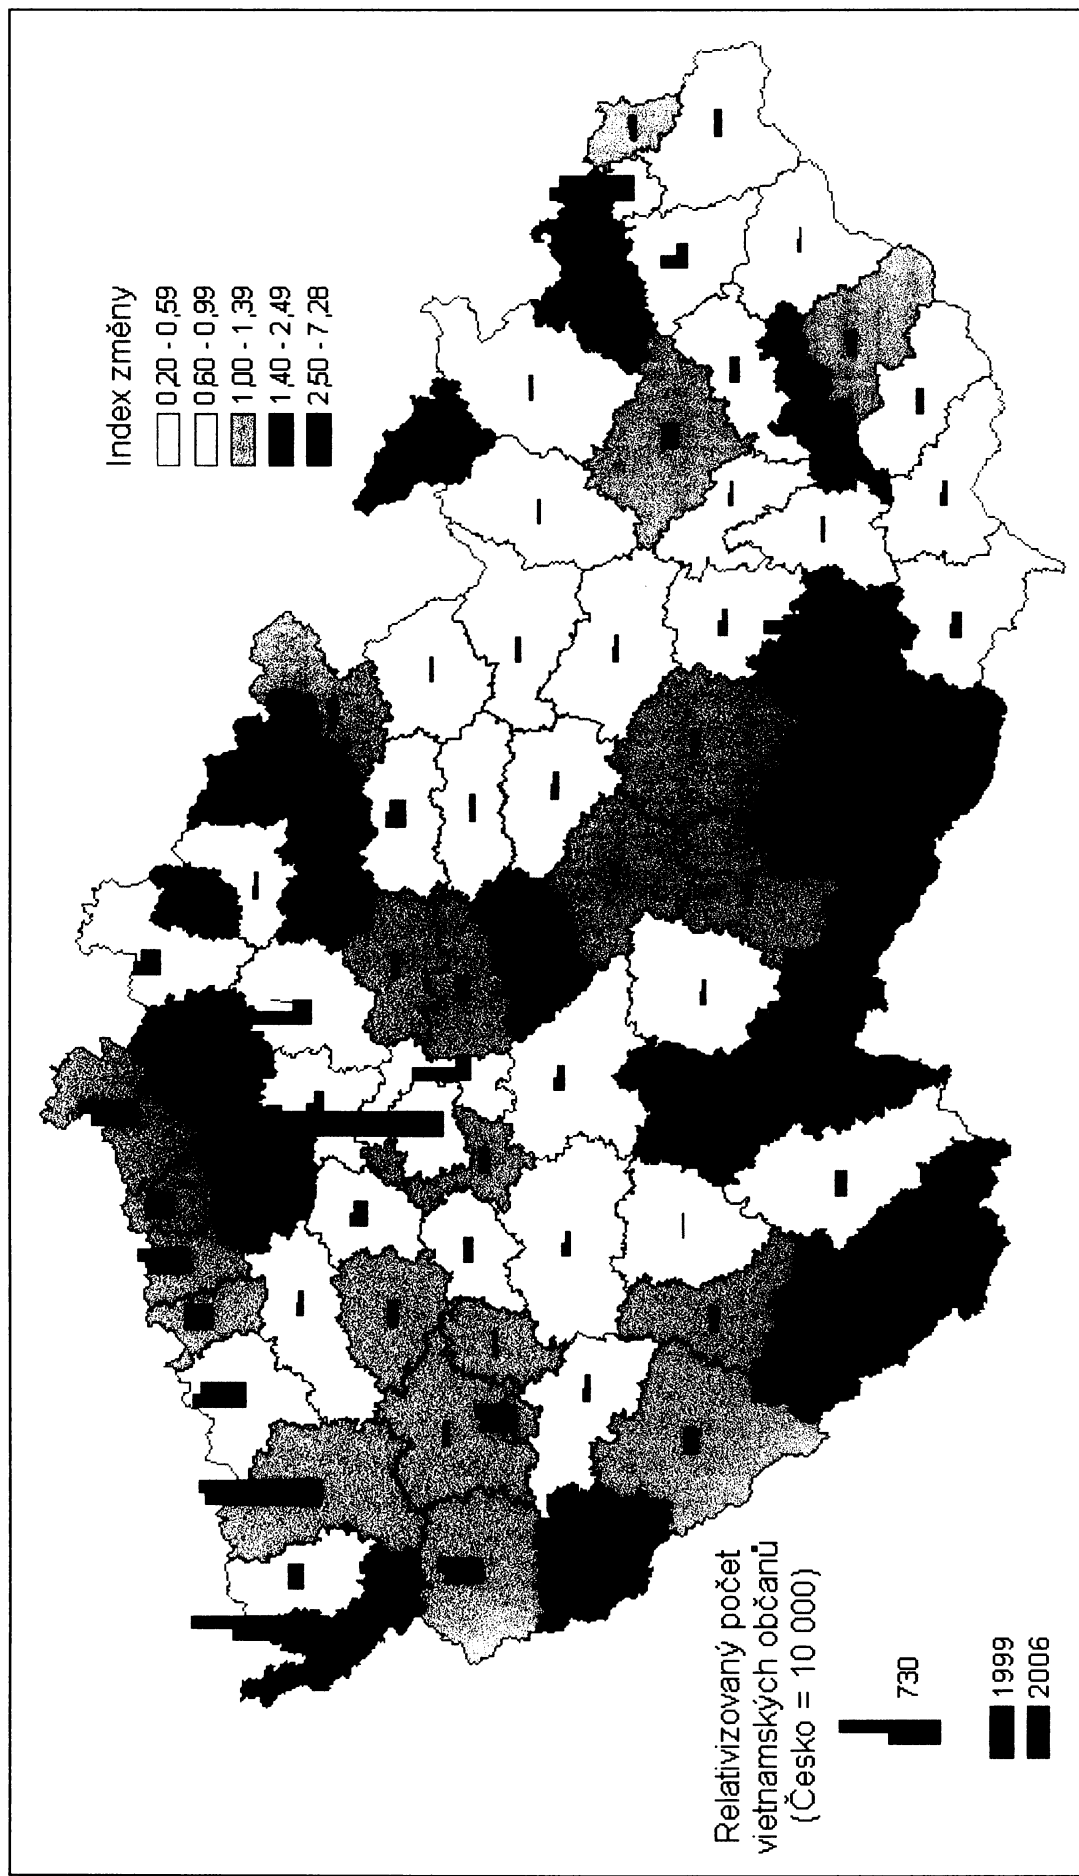 Index změny
0,20 - 0,59
0,60 - 0,99
1,00 - 1,39
1,40 - 2,49
2,50 - 7,28
Relativizovaný počet
vietnamských občanů
(Česko = 10 000)
730
1999
2006